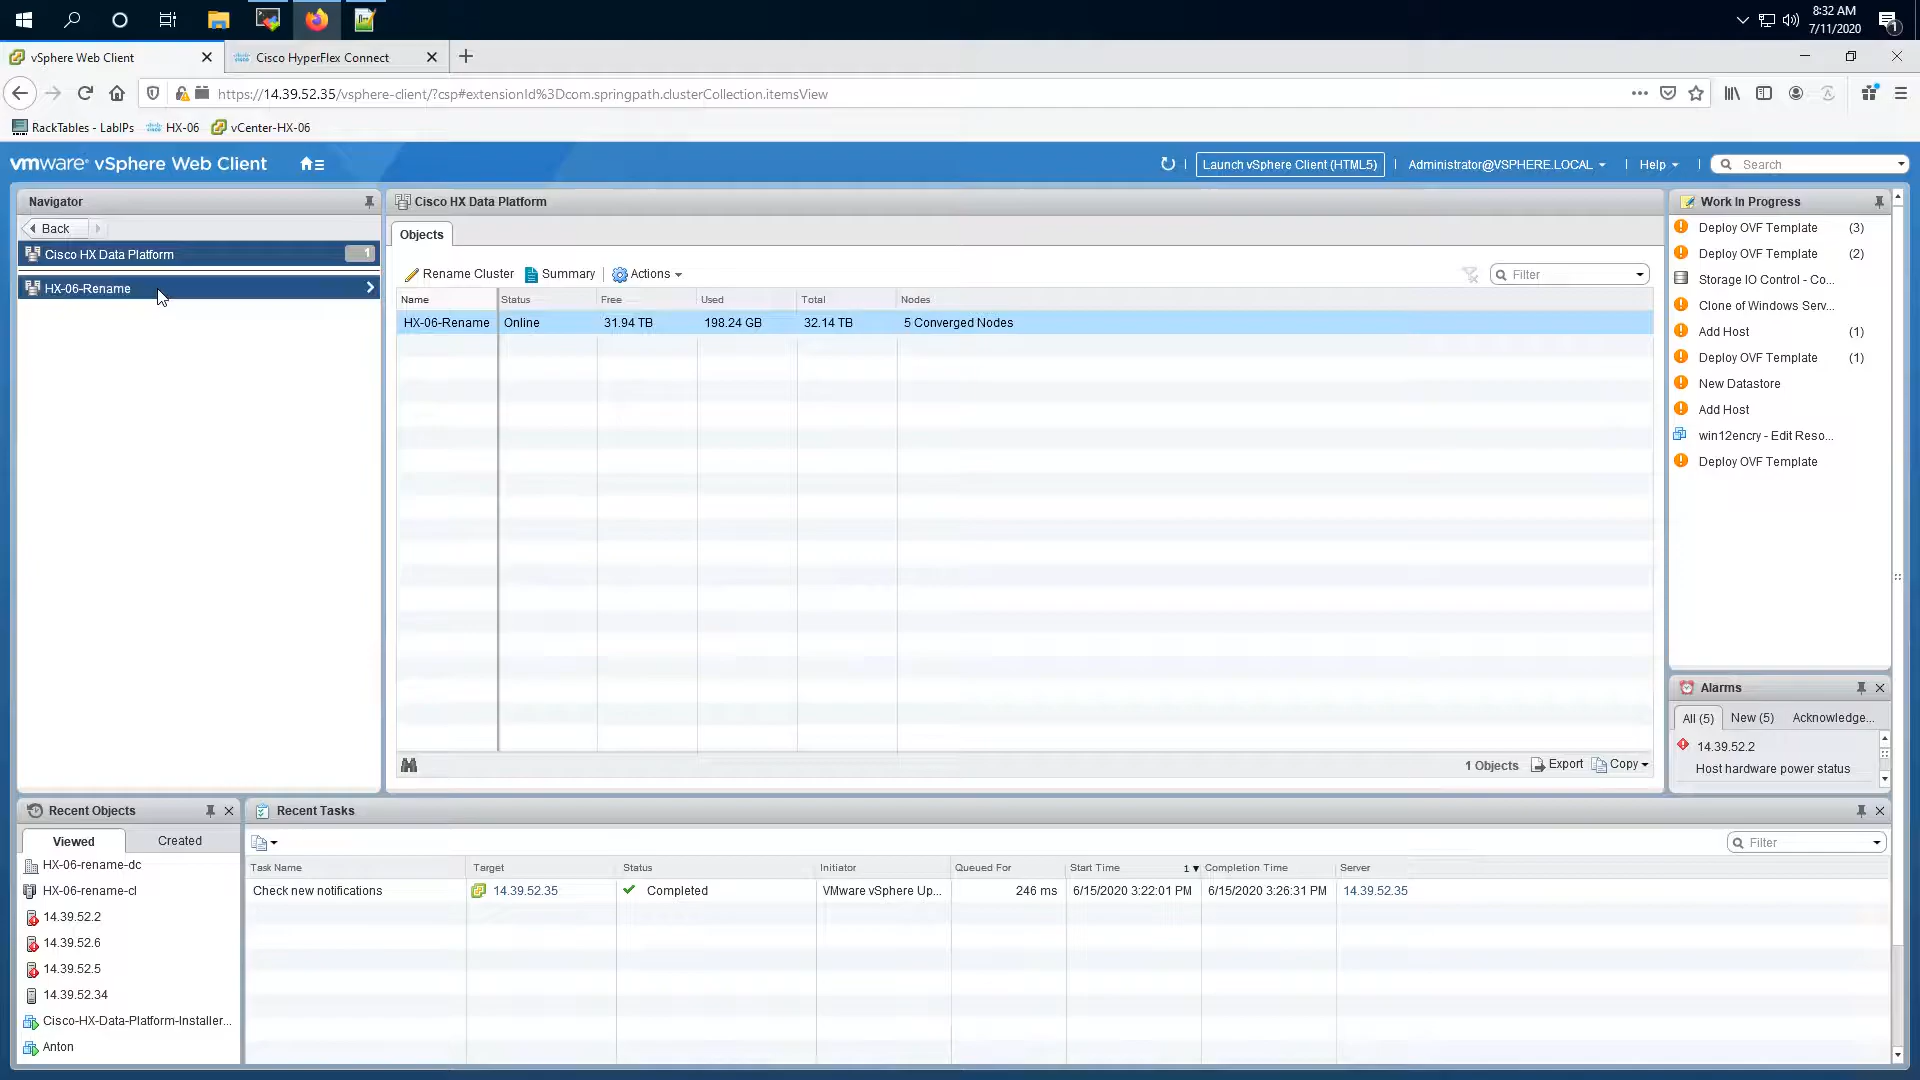 8:32 AM
7/11/2020
1
vSphere Web Client
Cisco HyperFlex Connect
https://14.39.52.35/vsphere-client/?csp#extensionId%3Dcom.springpath.clusterCollection.itemsView
RackTables - LabIPs
HX-06
vCenter-HX-06
vmware® vSphere Web Client
Launch vSphere Client (HTML5)
Administrator@VSPHERE.LOCAL
Help
Search
Navigator
Back
Cisco HX Data Platform 1
HX-06-Rename
Cisco HX Data Platform
Objects
Rename Cluster
Summary
Actions
Filter
Name Status Free Used Total Nodes
HX-06-Rename Online 31.94 TB 198.24 GB 32.14 TB 5 Converged Nodes
1 Objects Export Copy
Work In Progress
Deploy OVF Template (3)
Deploy OVF Template (2)
Storage IO Control - Co...
Clone of Windows Serv...
Add Host (1)
Deploy OVF Template (1)
New Datastore
Add Host
win12encry - Edit Reso...
Deploy OVF Template
Alarms
All (5) New (5) Acknowledge...
14.39.52.2
Host hardware power status
Recent Objects
Viewed Created
HX-06-rename-dc
HX-06-rename-cl
14.39.52.2
14.39.52.6
14.39.52.5
14.39.52.34
Cisco-HX-Data-Platform-Installer...
Anton
Recent Tasks
Filter
Task Name Target Status Initiator Queued For Start Time 1 Completion Time Server
Check new notifications 14.39.52.35 Completed VMware vSphere Up... 246 ms 6/15/2020 3:22:01 PM 6/15/2020 3:26:31 PM 14.39.52.35